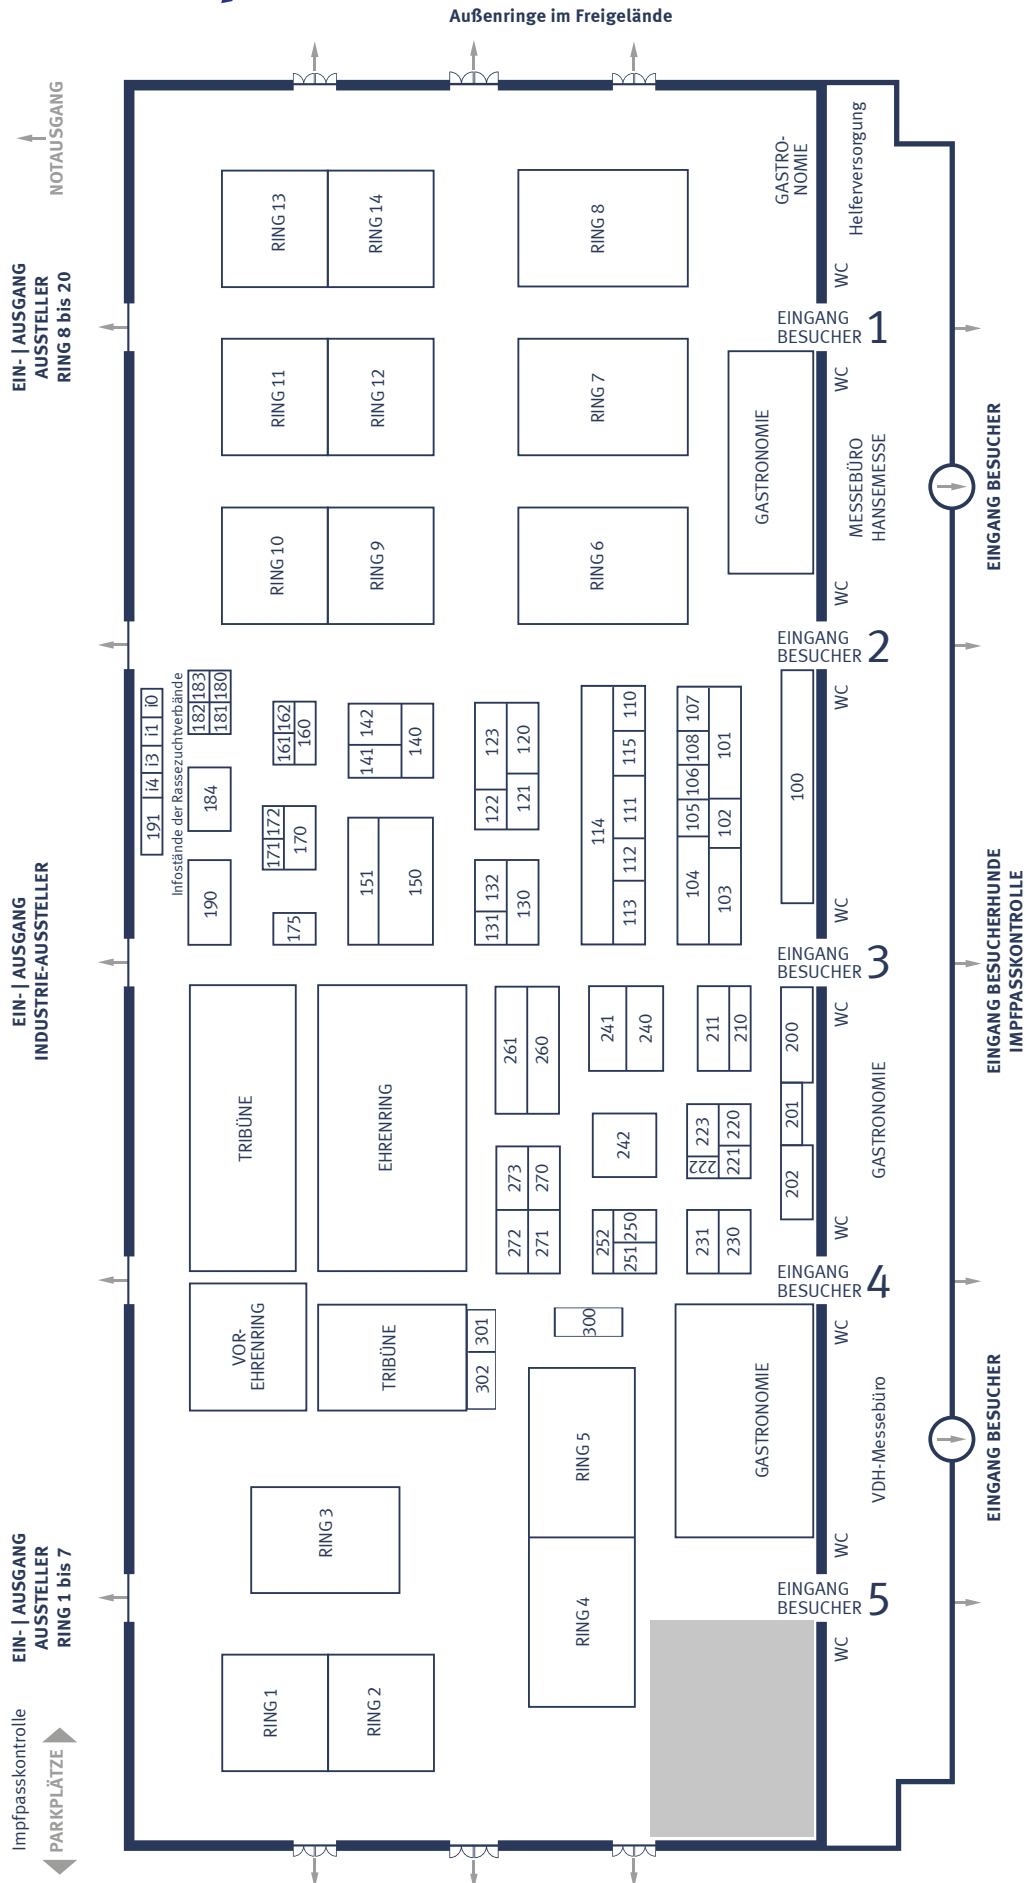 Außenringe im Freigelände
NOTAUSGANG
EIN- | AUSGANG
AUSSTELLER
RING 8 bis 20
EIN- | AUSGANG
INDUSTRIE-AUSSTELLER
EIN- | AUSGANG
AUSSTELLER
RING 1 bis 7
Impfpasskontrolle
PARKPLÄTZE
RING 13
RING 14
RING 8
GASTRO-
NOMIE
Helferversorgung
WC
EINGANG
BESUCHER 1
RING 11
RING 12
RING 7
GASTRONOMIE
WC
MESSEBÜRO
HANSEMESSE
EINGANG BESUCHER
RING 10
RING 9
RING 6
WC
EINGANG
BESUCHER 2
i0
i1
i3
i4
191
Infostände der Rassezuchtverbände
183
180
182
181
184
190
162
161
160
172
171
170
175
142
141
140
151
150
123
120
122
121
132
131
130
114
110
115
111
112
113
107
108
106
105
104
101
102
103
100
WC
WC
EINGANG
BESUCHER 3
EINGANG BESUCHERHUNDE
IMPFPASSKONTROLLE
TRIBÜNE
EHRENRING
261
260
273
270
272
271
241
240
242
252
250
251
211
210
223
220
222
221
231
230
200
201
202
WC
GASTRONOMIE
WC
EINGANG
BESUCHER 4
VOR-
EHRENRING
TRIBÜNE
301
302
300
RING 5
RING 4
GASTRONOMIE
WC
VDH-Messebüro
WC
EINGANG BESUCHER
RING 3
EINGANG
BESUCHER 5
WC
RING 1
RING 2